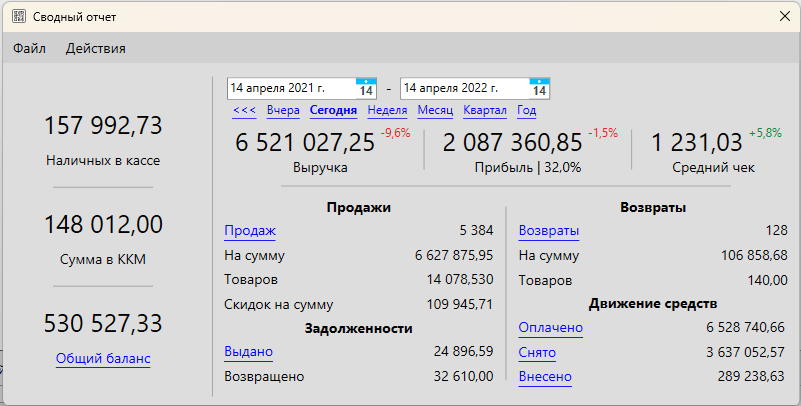 Сводный отчет
Файл Действия
14 апреля 2021 г. 14 - 14 апреля 2022 г. 14
<<< Вчера Сегодня Неделя Месяц Квартал Год
157 992,73
Наличных в кассе
148 012,00
Сумма в ККМ
530 527,33
Общий баланс
6 521 027,25 -9,6%
Выручка
2 087 360,85 -1,5%
Прибыль | 32,0%
1 231,03 +5,8%
Средний чек
Продажи
Продаж 5 384
На сумму 6 627 875,95
Товаров 14 078,530
Скидок на сумму 109 945,71
Задолженности
Выдано 24 896,59
Возвращено 32 610,00
Возвраты
Возвраты 128
На сумму 106 858,68
Товаров 140,00
Движение средств
Оплачено 6 528 740,66
Снято 3 637 052,57
Внесено 289 238,63